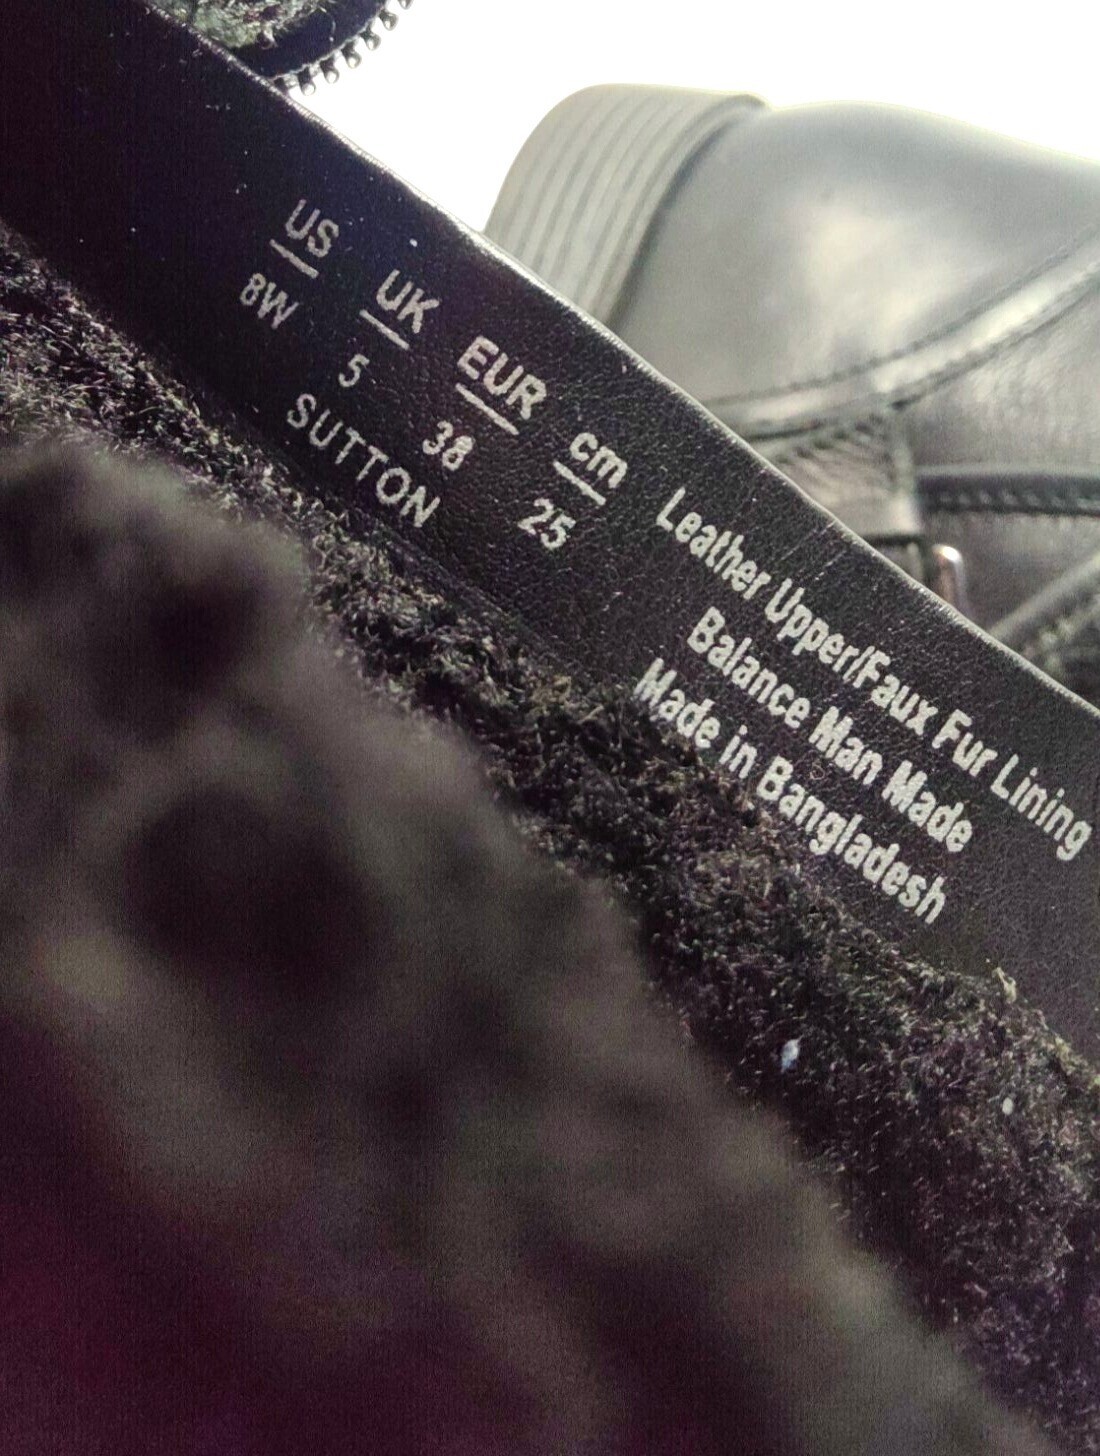 US UK EUR cm
8W 5 38 25
SUTTON
Leather Upper/Faux Fur Lining
Balance Man Made
Made in Bangladesh